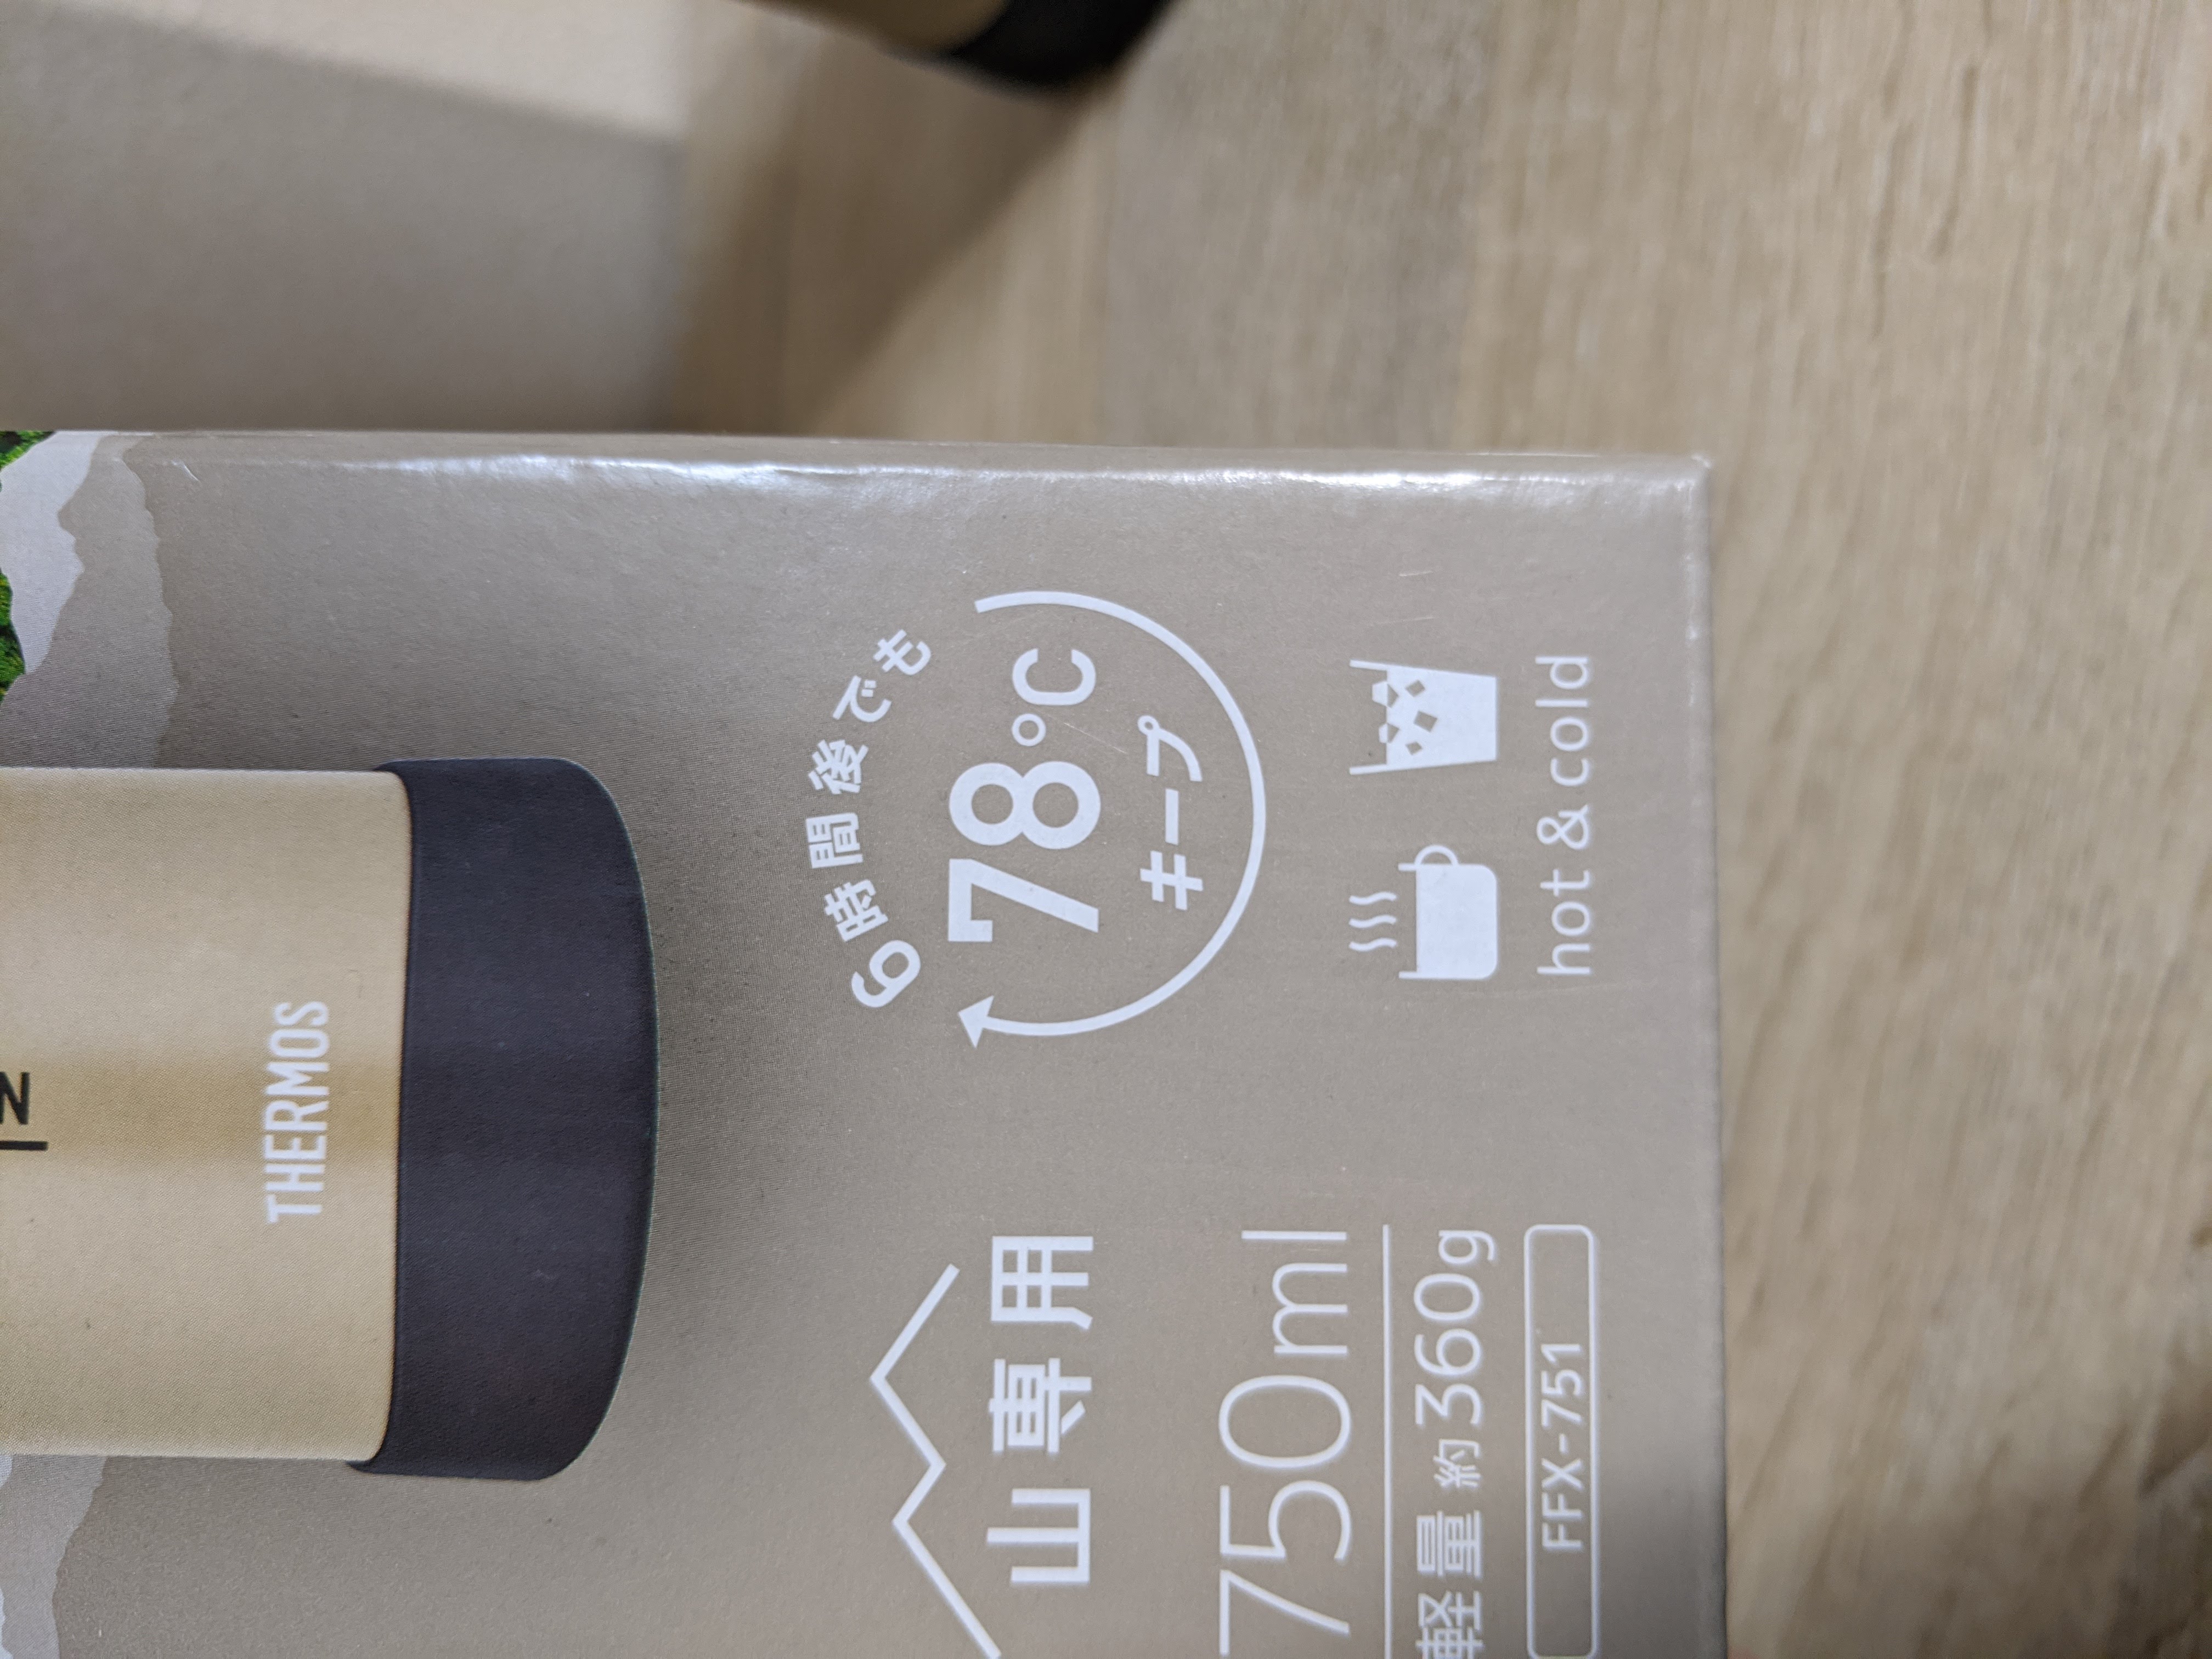 THERMOS
6時間後でも
78℃
キープ
山専用
750ml
軽量 約360g
FFX-751
hot & cold